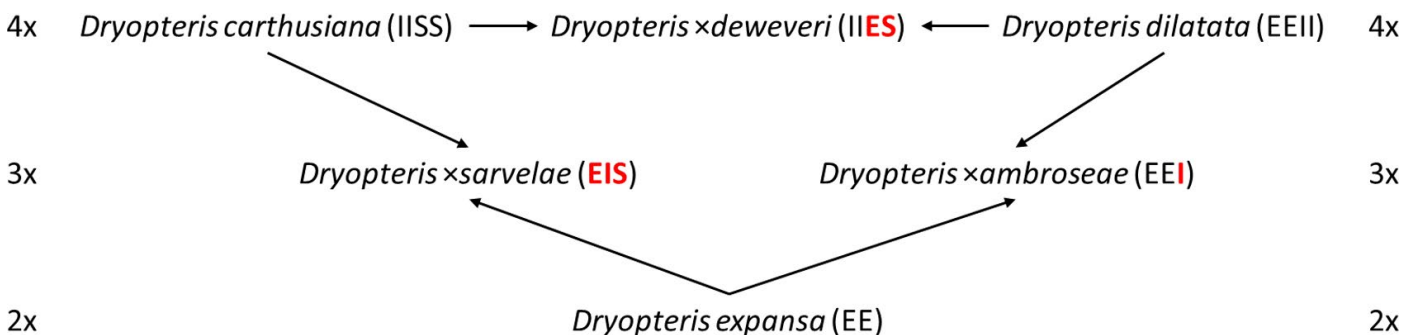 4x Dryopteris carthusiana (IISS) Dryopteris ×deweveri (IIES) Dryopteris dilatata (EEII) 4x
3x Dryopteris ×sarvelae (EIS) Dryopteris ×ambroseae (EEI) 3x
2x Dryopteris expansa (EE) 2x